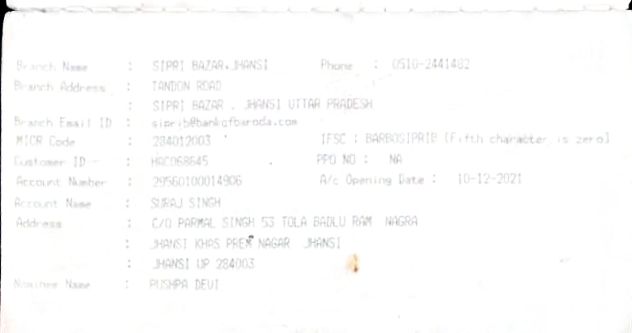 Branch Name : SIPRI BAZAR, JHANSI Phone : 0510-2441482
Branch Address : TANDON ROAD
: SIPRI BAZAR , JHANSI UTTAR PRADESH
Branch Email ID : siprib@bankofbaroda.com
MICR Code : 284012003 IFSC : BARB0SIPRIB (Fifth character is zero)
Customer ID : HAC068645 PPO NO : NA
Account Number : 29560100014906 A/c Opening Date : 10-12-2021
Account Name : SURAJ SINGH
Address : C/O PARMAL SINGH 53 TOLA BADLU RAM NAGRA
: JHANSI KHAS PREM NAGAR JHANSI
: JHANSI UP 284003
Nominee Name : PUSHPA DEVI